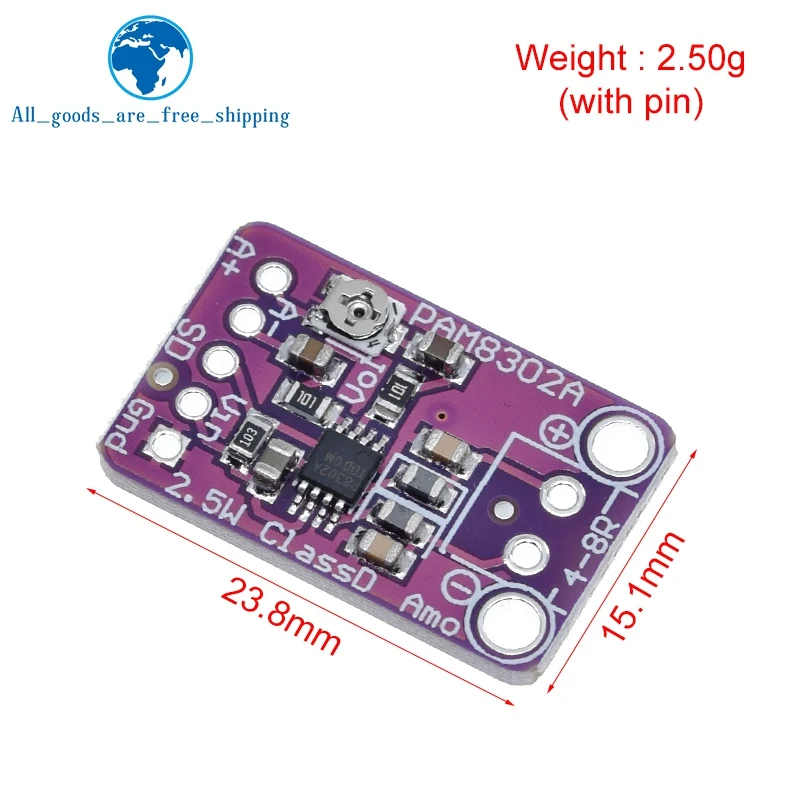 All_goods_are_free_shipping
Weight : 2.50g
(with pin)
A+
A-
SD
Vin
Gnd
Vol
PAM8302A
101
101
103
8302A
2.5W ClassD
Amo
4-8R
+
-
23.8mm
15.1mm